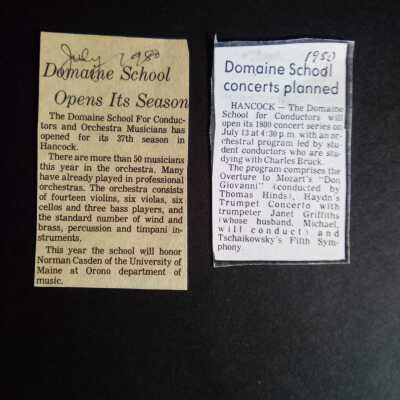 July 1980
Domaine School
Opens Its Season
The Domaine School For Conduc-
tors and Orchestra Musicians has
opened for its 37th season in
Hancock.
There are more than 50 musicians
this year in the orchestra. Many
have already played in professional
orchestras. The orchestra consists
of fourteen violins, six violas, six
cellos and three bass players, and
the standard number of wind and
brass, percussion and timpani in-
struments.
This year the school will honor
Norman Casden of the University of
Maine at Orono department of
music.
1980
Domaine School
concerts planned
HANCOCK — The Domaine
School for Conductors will
open its 1980 concert series on
July 13 at 4:30 p.m. with an or-
chestral program led by stu-
dent conductors who are stu-
dying with Charles Bruck.
The program comprises the
Overture to Mozart's "Don
Giovanni" (conducted by
Thomas Hinds), Haydn's
Trumpet Concerto with
trumpeter Janet Griffiths
(whose husband, Michael,
will conduct) and
Tschaikowsky's Fifth Sym-
phony